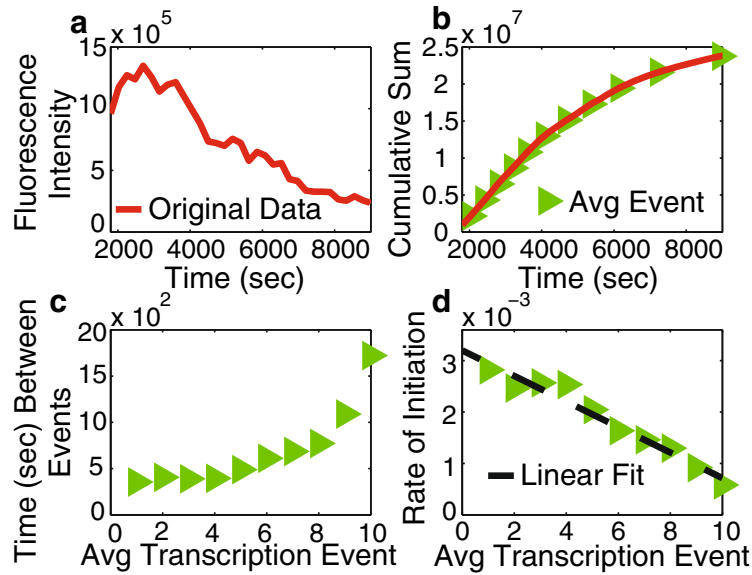 a
x 10^5
Fluorescence
Intensity
15
10
5
0
Original Data
2000 4000 6000 8000
Time (sec)
b
x 10^7
Cumulative Sum
2.5
2
1.5
1
0.5
0
Avg Event
2000 4000 6000 8000
Time (sec)
c
x 10^2
Time (sec) Between
Events
20
15
10
5
0
0 2 4 6 8 10
Avg Transcription Event
d
x 10^-3
Rate of Initiation
3
2
1
0
Linear Fit
0 2 4 6 8 10
Avg Transcription Event